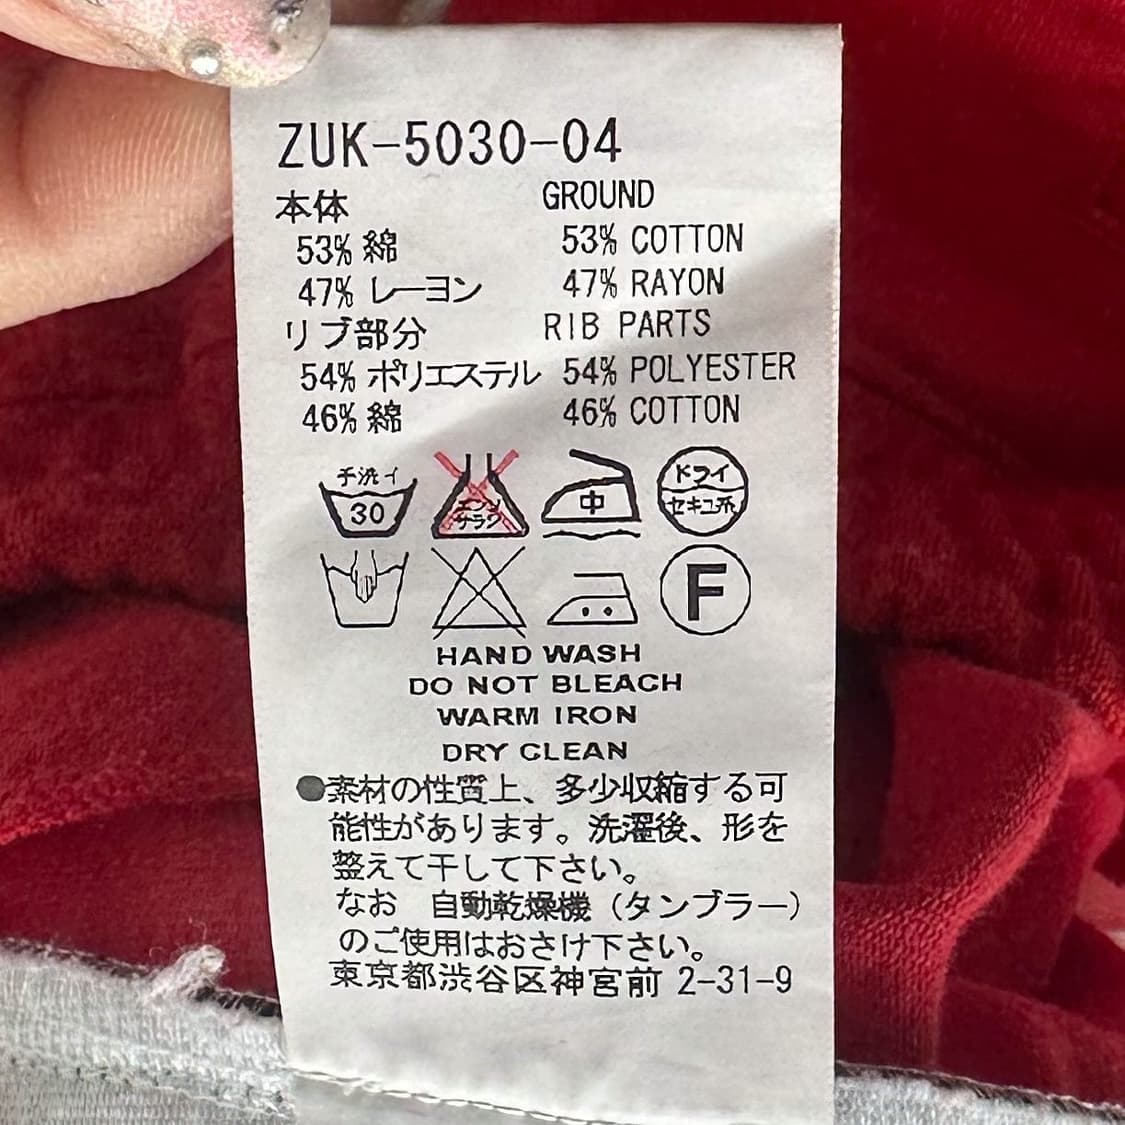 ZUK-5030-04
本体 GROUND
53% 綿 53% COTTON
47% レーヨン 47% RAYON
リブ部分 RIB PARTS
54% ポリエステル 54% POLYESTER
46% 綿 46% COTTON
手洗イ
30
エンソ
サラシ
中
ドライ
セキユ系
F
HAND WASH
DO NOT BLEACH
WARM IRON
DRY CLEAN
●素材の性質上、多少収縮する可
能性があります。洗濯後、形を
整えて干して下さい。
なお 自動乾燥機（タンブラー）
のご使用はおさけ下さい。
東京都渋谷区神宮前 2-31-9